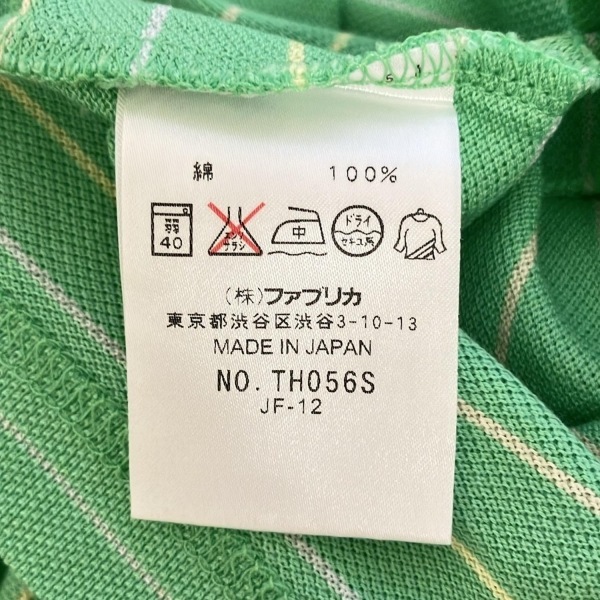 綿 100%
弱 40 エンソ サラシ 中 ドライ セキユ系
(株)ファブリカ
東京都渋谷区渋谷3-10-13
MADE IN JAPAN
NO. TH056S
JF-12